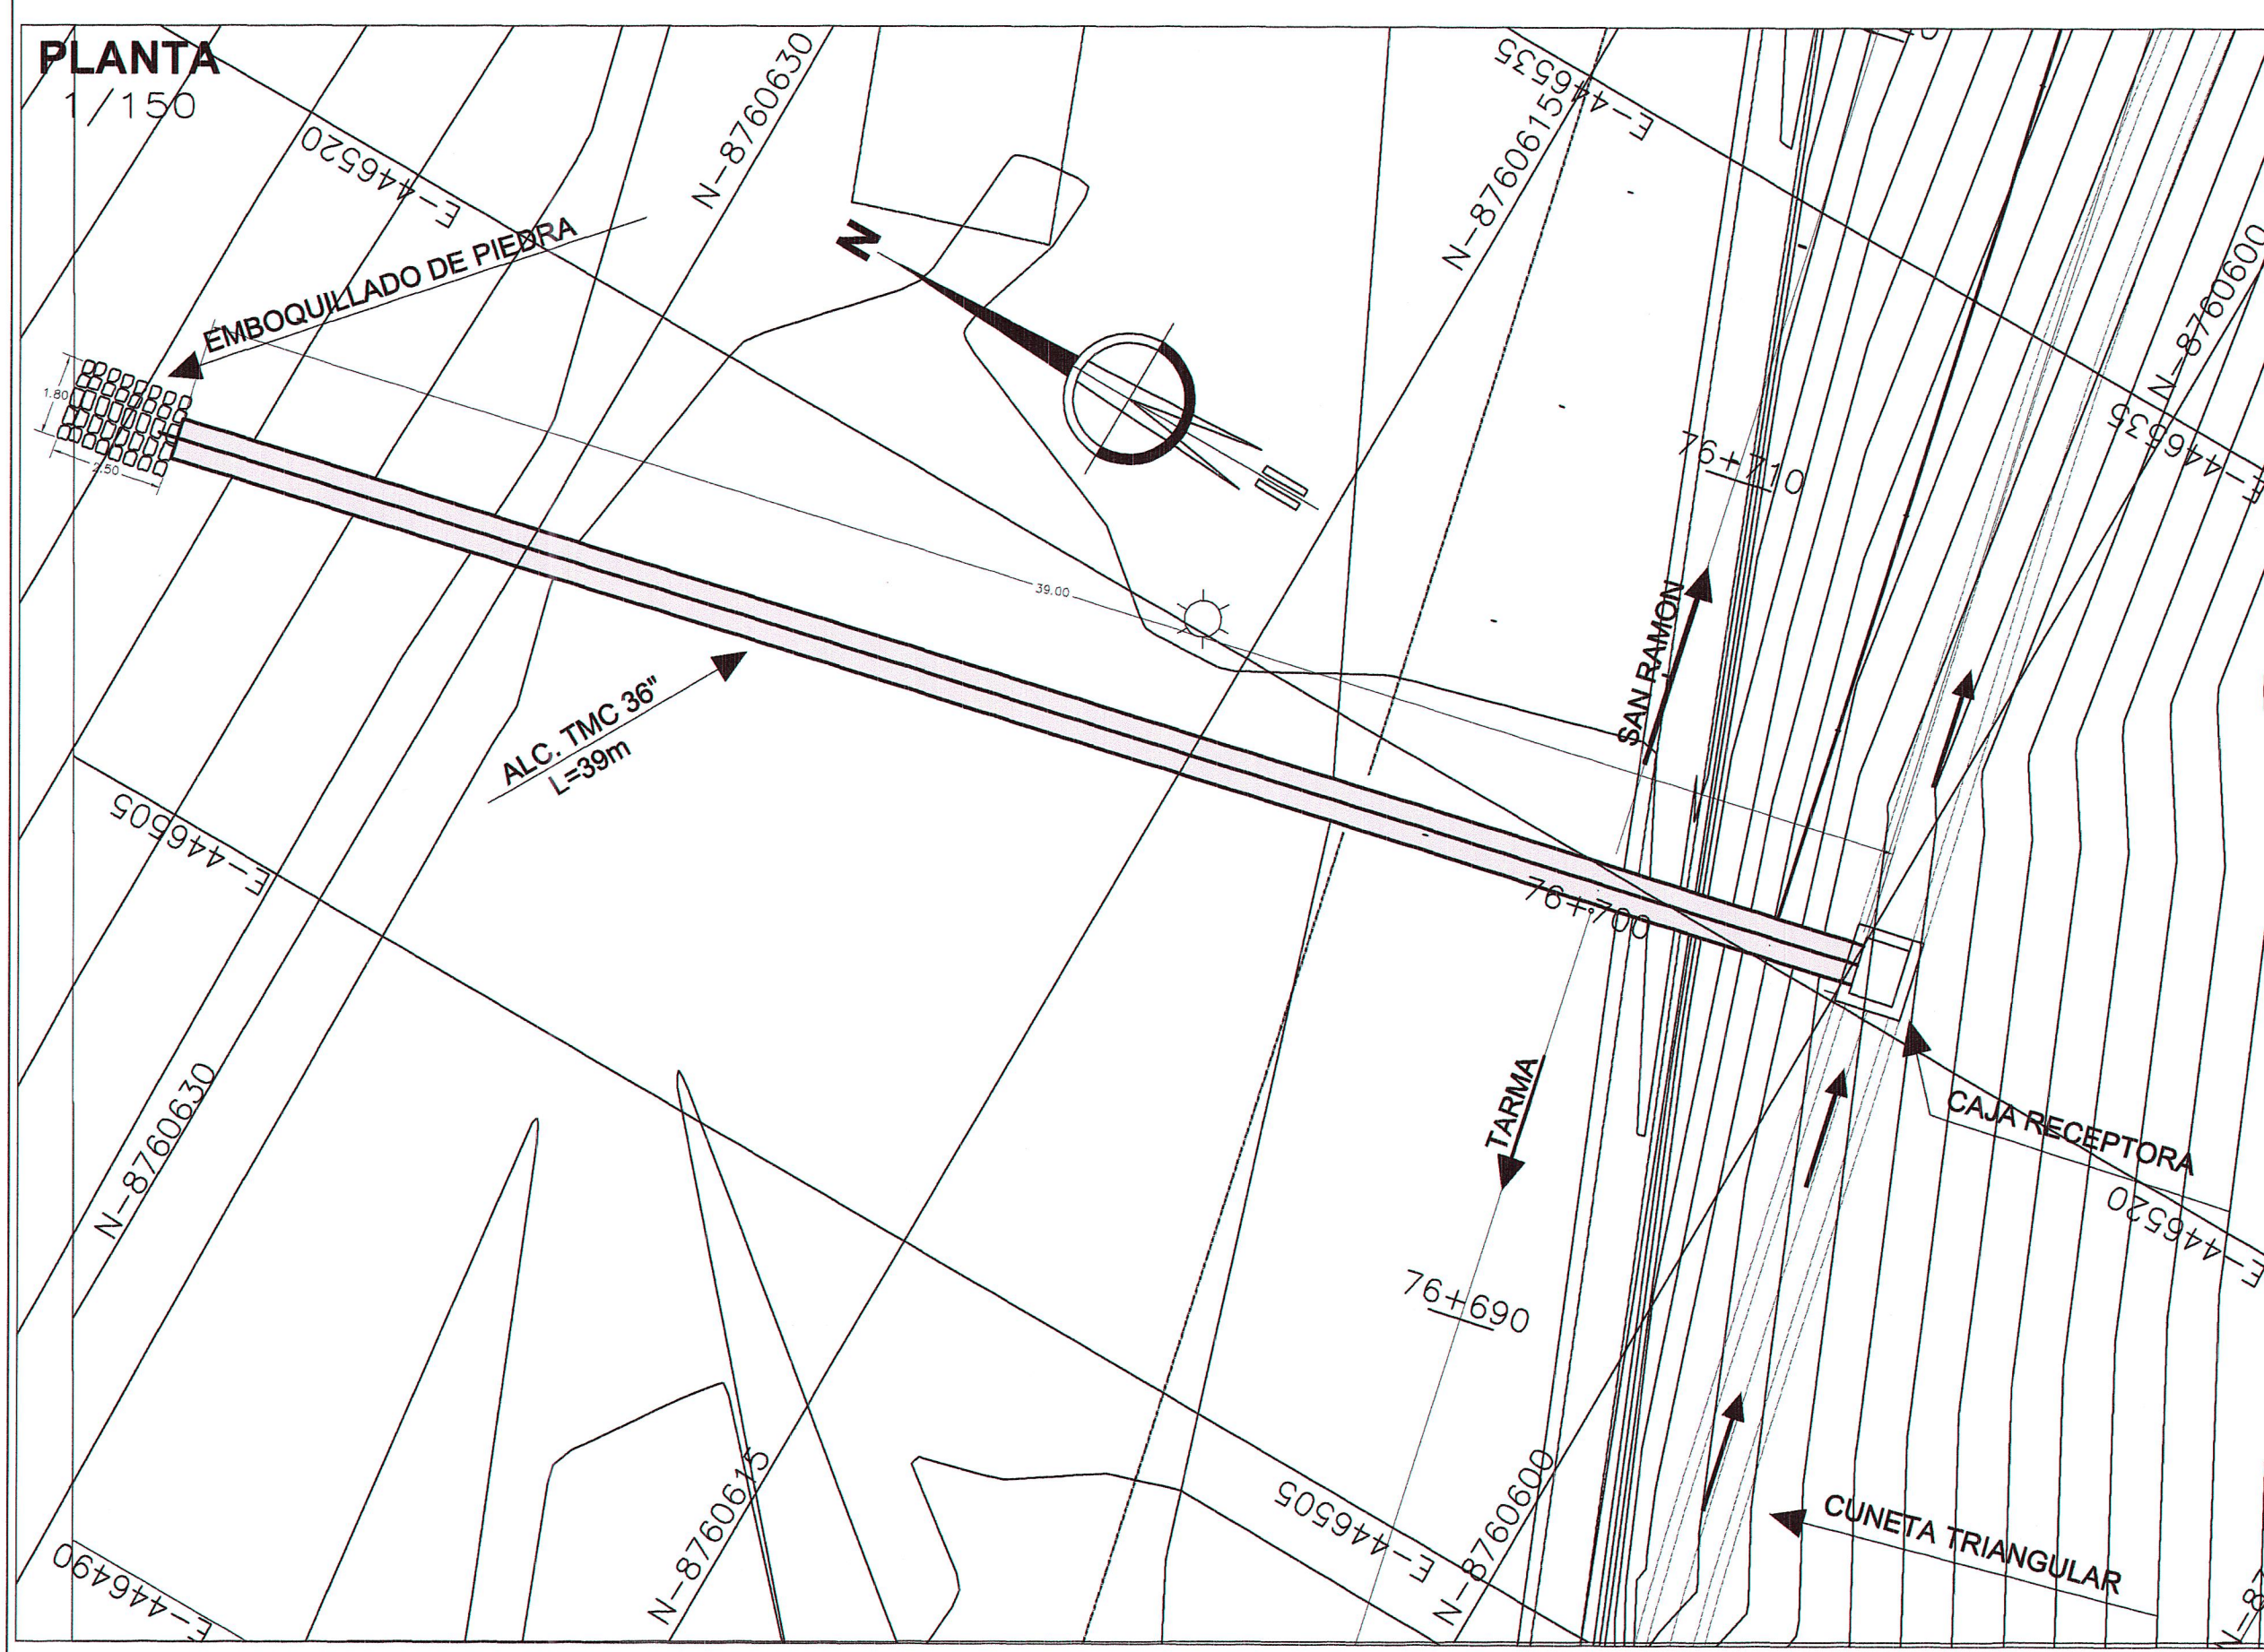 PLANTA
1/150
E-446520
N-8760630
N
N-8760615
E-446535
N-8760600
E-446535
EMBOQUILLADO DE PIEDRA
1.80
2.50
39.00
76+710
SAN RAMON
ALC. TMC 36"
L=39m
E-446505
76+700
TARMA
CAJA RECEPTORA
E-446520
N-8760630
76+690
N-8760615
E-446505
N-8760600
CUNETA TRIANGULAR
E-446490